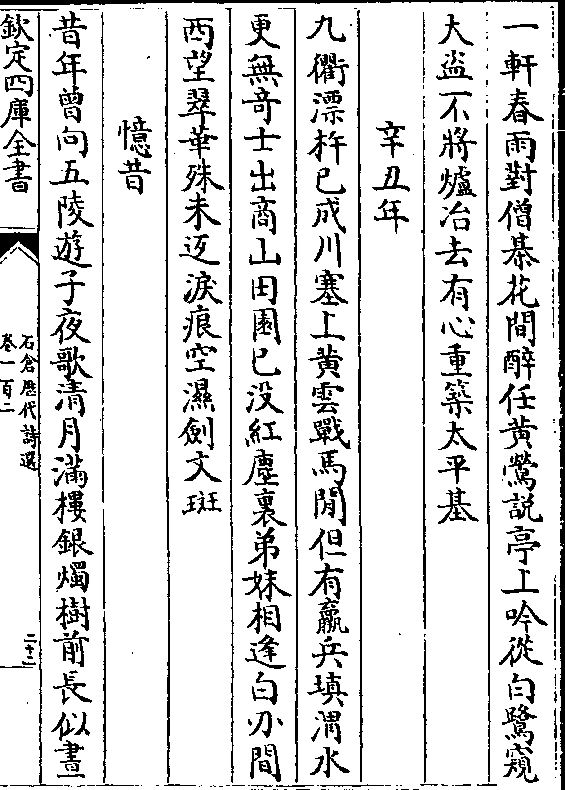 一軒春雨對僧棊花間醉任黄鶯説亭上吟從白鷺窺
大盗不將爐冶去有心重築太平基
辛丑年
九衢漂杵已成川塞上黄雲戰馬閒但有羸兵填渭水
更無竒士出商山田園已没紅塵裏弟妹相逢白刃間
西望翠華殊未返淚痕空濕劍文斑
憶昔
昔年曾向五陵遊子夜歌清月滿樓銀燭樹前長似晝
欽定四庫全書
石倉歷代詩選
卷一百二
二十二